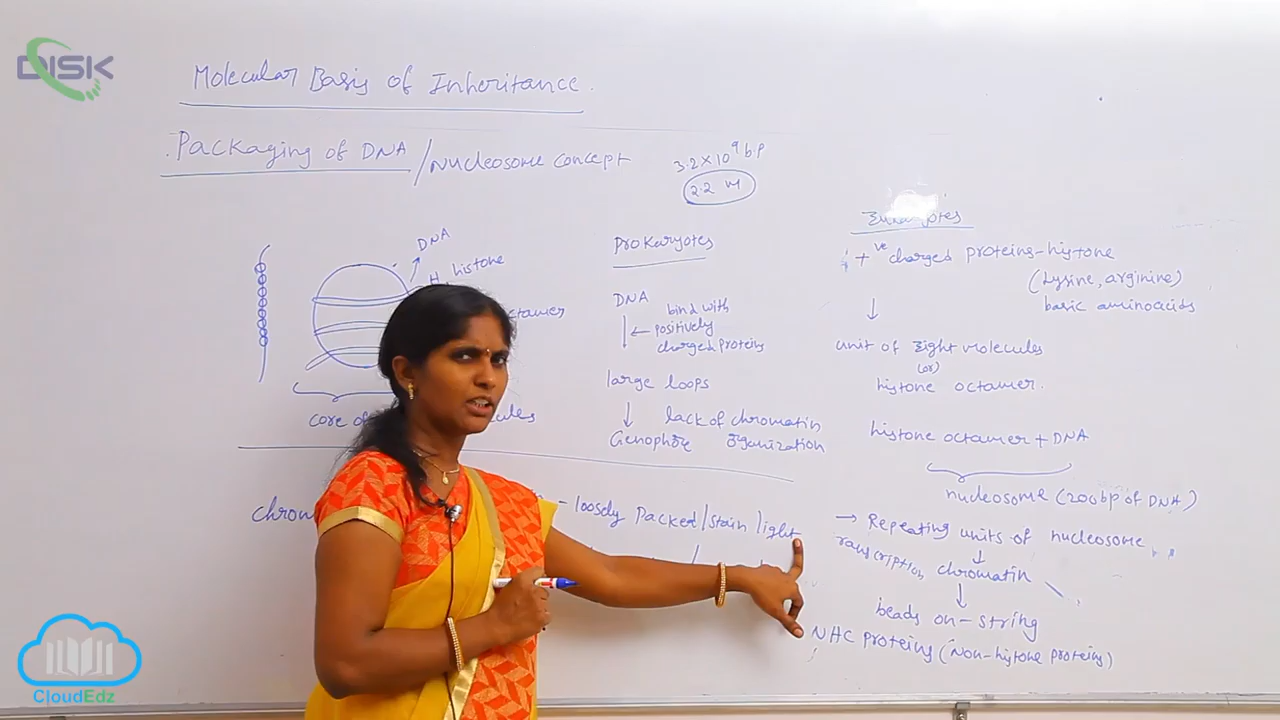 DISK
Molecular Basis of Inheritance.
Packaging of DNA / Nucleosome concept
3.2 × 10⁹ bp
2.2 M
DNA
H, histone
octamer
core of
Prokaryotes
DNA
bind with
positively
charged proteins
large loops
lack of chromatin
Genophore organization
Eukaryotes
+ve charged proteins-histone
(Lysine, arginine)
basic aminoacids
unit of Eight molecules
(or)
histone octamer.
histone octamer + DNA
nucleosome (200bp of DNA)
→ Repeating units of nucleosome
transcription, chromatin
beads on-string
NHC proteins (Non-histone proteins)
chrom
- loosely Packed/stain light
CloudEdz